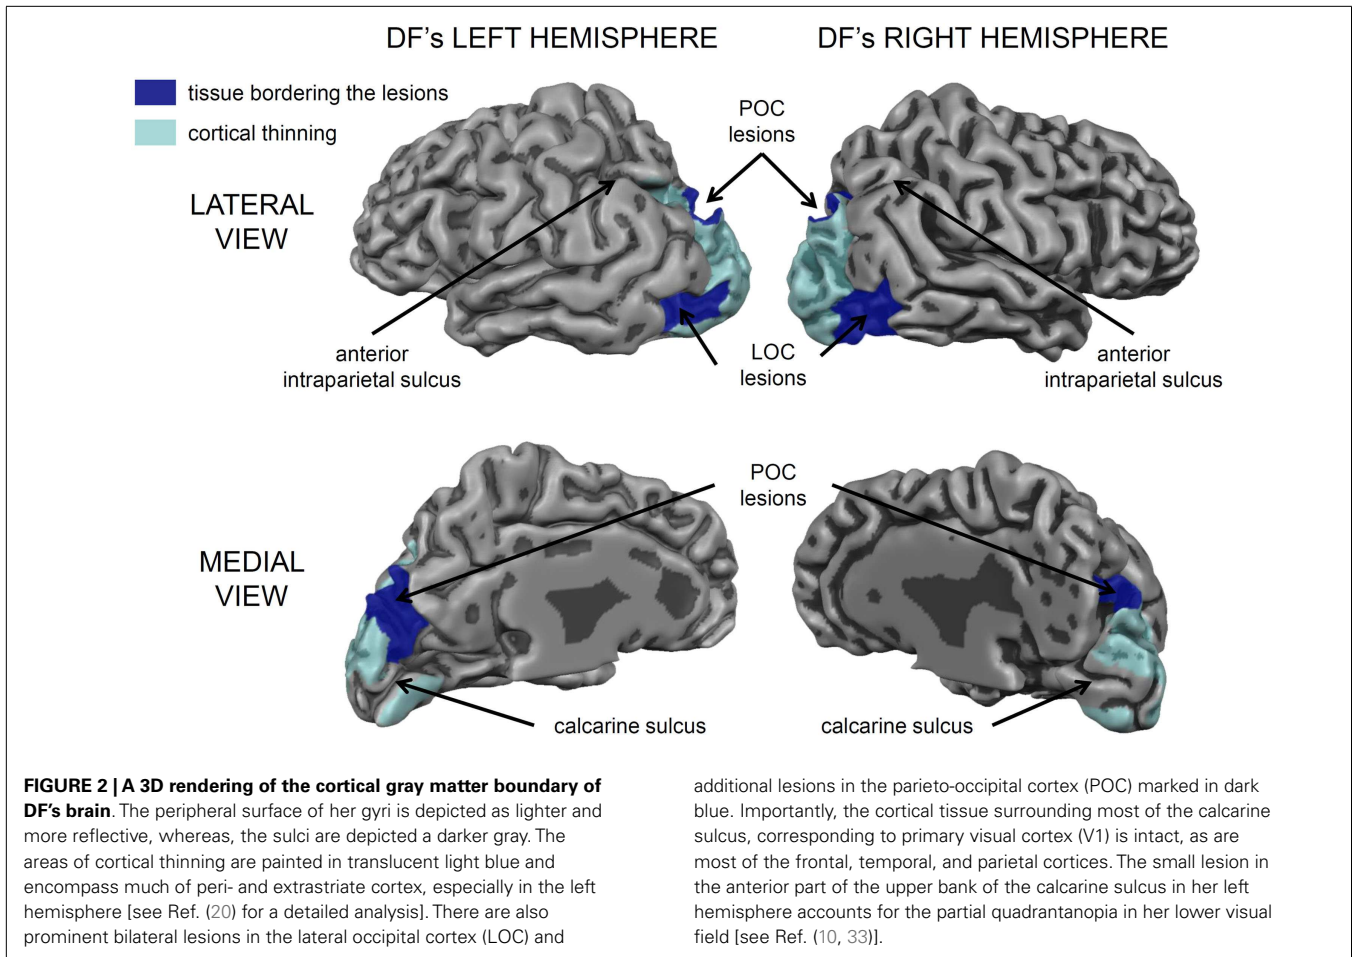 DF's LEFT HEMISPHERE
DF's RIGHT HEMISPHERE
tissue bordering the lesions
cortical thinning
POC
lesions
LATERAL
VIEW
anterior
intraparietal sulcus
LOC
lesions
anterior
intraparietal sulcus
POC
lesions
MEDIAL
VIEW
calcarine sulcus
calcarine sulcus
FIGURE 2 | A 3D rendering of the cortical gray matter boundary of
DF's brain. The peripheral surface of her gyri is depicted as lighter and
more reflective, whereas, the sulci are depicted a darker gray. The
areas of cortical thinning are painted in translucent light blue and
encompass much of peri- and extrastriate cortex, especially in the left
hemisphere [see Ref. (20) for a detailed analysis]. There are also
prominent bilateral lesions in the lateral occipital cortex (LOC) and
additional lesions in the parieto-occipital cortex (POC) marked in dark
blue. Importantly, the cortical tissue surrounding most of the calcarine
sulcus, corresponding to primary visual cortex (V1) is intact, as are
most of the frontal, temporal, and parietal cortices. The small lesion in
the anterior part of the upper bank of the calcarine sulcus in her left
hemisphere accounts for the partial quadrantanopia in her lower visual
field [see Ref. (10, 33)].